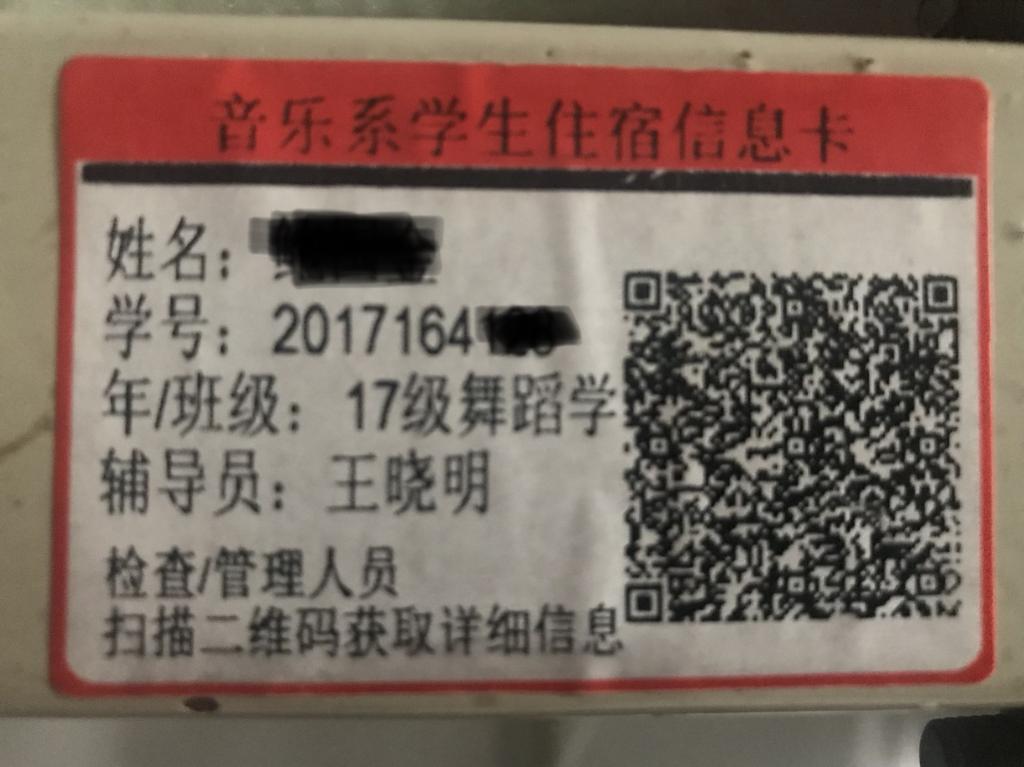 音乐系学生住宿信息卡
姓名：
学号：2017164
年/班级：17级舞蹈学
辅导员：王晓明
检查/管理人员
扫描二维码获取详细信息